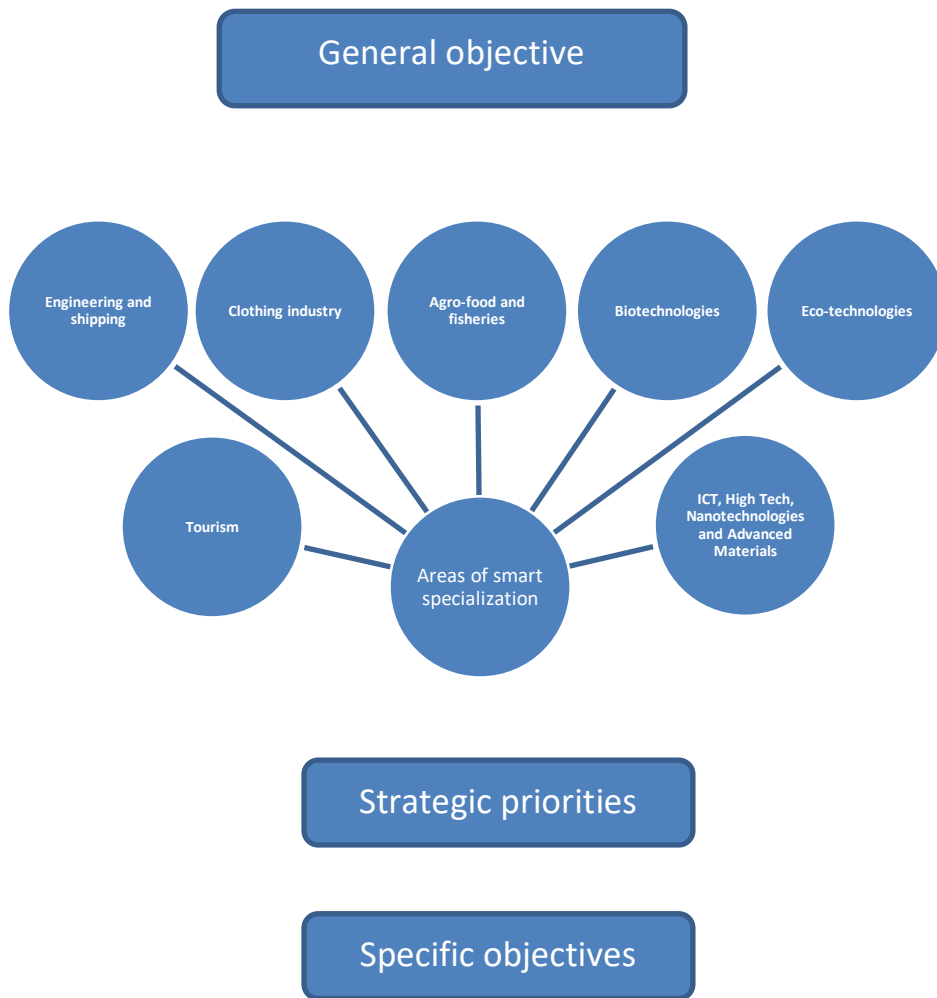 General objective
Engineering and
shipping
Clothing industry
Agro-food and
fisheries
Biotechnologies
Eco-technologies
Tourism
ICT, High Tech,
Nanotechnologies
and Advanced
Materials
Areas of smart
specialization
Strategic priorities
Specific objectives